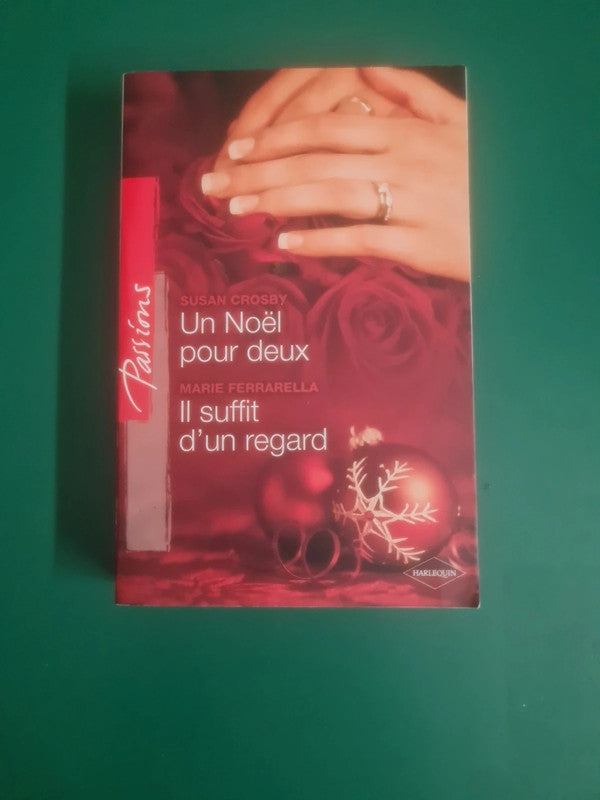 Passions
SUSAN CROSBY
Un Noël
pour deux
MARIE FERRARELLA
Il suffit
d'un regard
HARLEQUIN